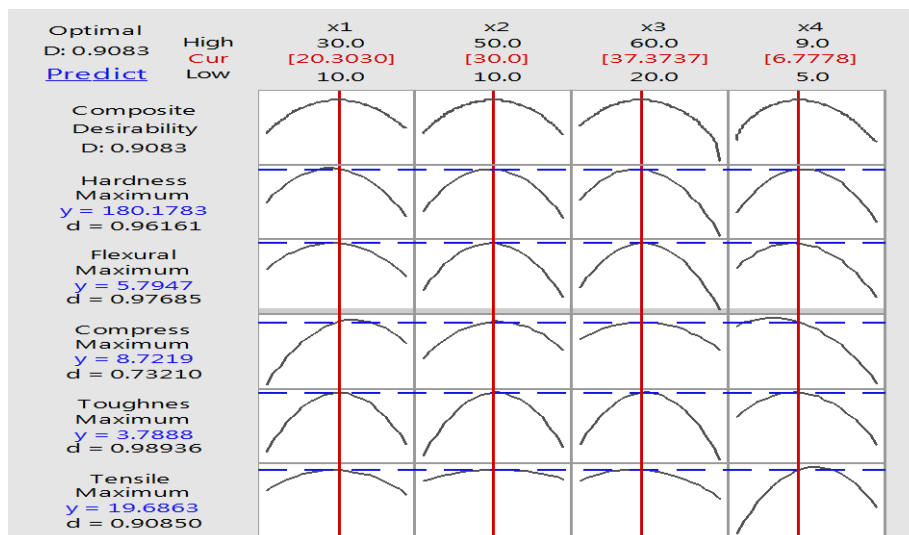 Optimal
D: 0.9083
Predict
High
Cur
Low
x1
30.0
[20.3030]
10.0
x2
50.0
[30.0]
10.0
x3
60.0
[37.3737]
20.0
x4
9.0
[6.7778]
5.0
Composite
Desirability
D: 0.9083
Hardness
Maximum
y = 180.1783
d = 0.96161
Flexural
Maximum
y = 5.7947
d = 0.97685
Compress
Maximum
y = 8.7219
d = 0.73210
Toughnes
Maximum
y = 3.7888
d = 0.98936
Tensile
Maximum
y = 19.6863
d = 0.90850